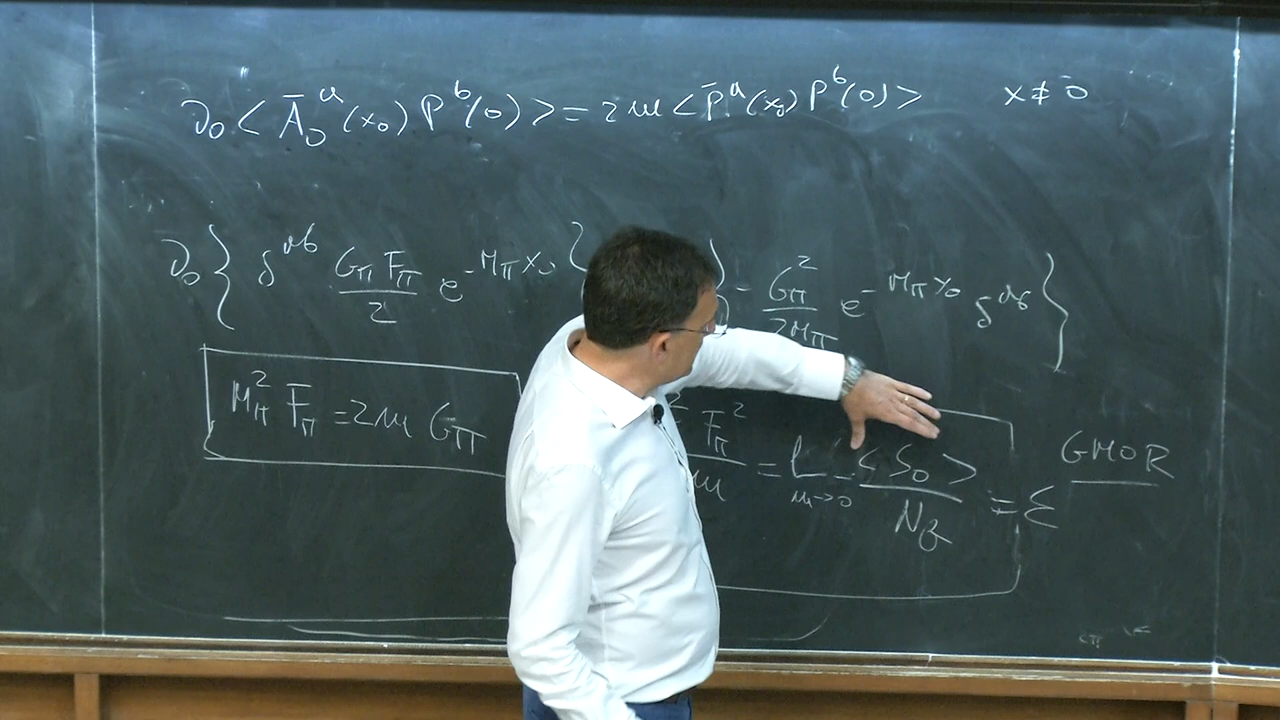 ∂₀ < Ā₀ᵃ(x₀) Pᵇ(0) > = 2m < P̄ᵃ(x₀) Pᵇ(0) >   x ≠ 0
∂₀ { δᵃᵇ G_π F_π / 2 e^{-M_π x₀} } - G_π² / 2M_π e^{-M_π x₀} δᵃᵇ }
M_π² F_π = 2m G_π
F_π² / m = lim_{m→0} - <S₀> / N_f = Σ   GMOR